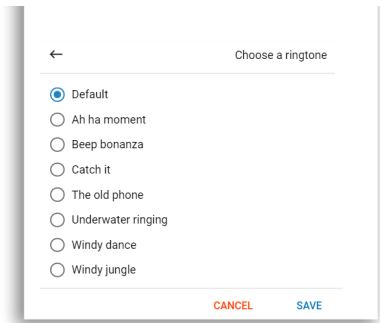 Choose a ringtone
Default
Ah ha moment
Beep bonanza
Catch it
The old phone
Underwater ringing
Windy dance
Windy jungle
CANCEL SAVE